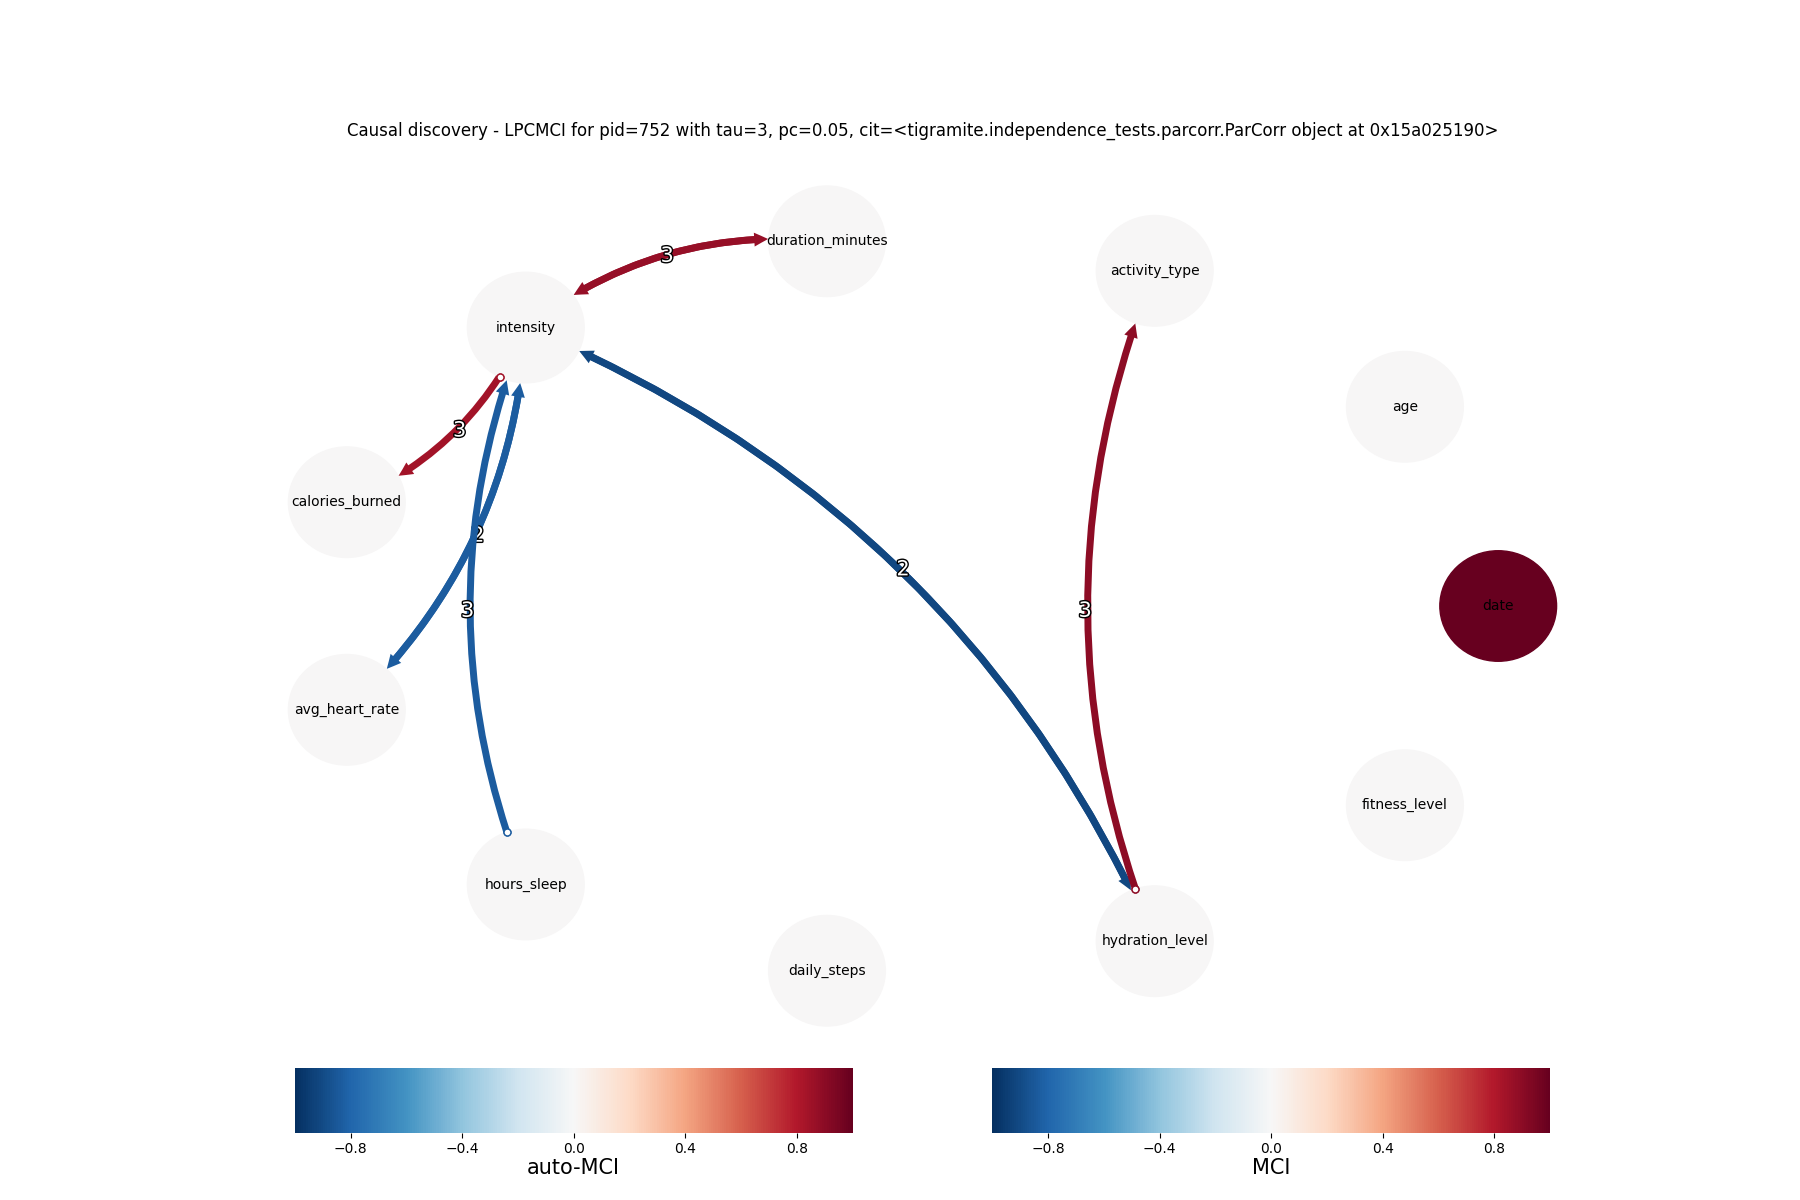 Causal discovery - LPCMCI for pid=752 with tau=3, pc=0.05, cit=<tigramite.independence_tests.parcorr.ParCorr object at 0x15a025190>
duration_minutes
3
activity_type
intensity
age
3
calories_burned
2
2
date
3
3
avg_heart_rate
fitness_level
hours_sleep
hydration_level
daily_steps
−0.8 −0.4 0.0 0.4 0.8
auto-MCI
−0.8 −0.4 0.0 0.4 0.8
MCI